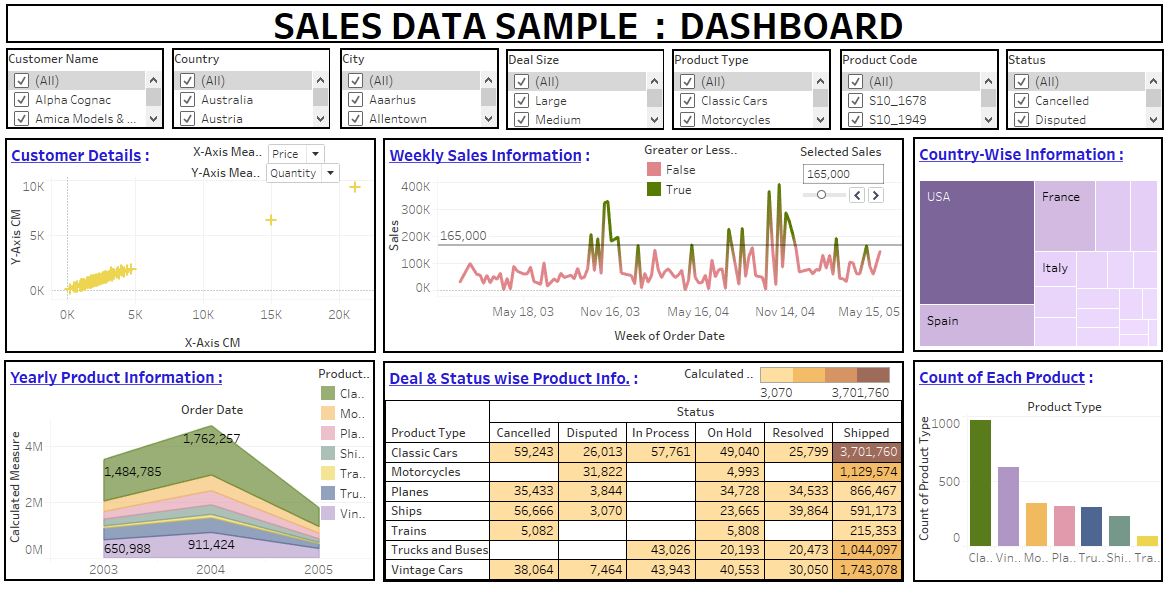 SALES DATA SAMPLE : DASHBOARD
Customer Name
(All)
Alpha Cognac
Amica Models & ...
Country
(All)
Australia
Austria
City
(All)
Aaarhus
Allentown
Deal Size
(All)
Large
Medium
Product Type
(All)
Classic Cars
Motorcycles
Product Code
(All)
S10_1678
S10_1949
Status
(All)
Cancelled
Disputed
Customer Details :
X-Axis Mea.. Price
Y-Axis Mea.. Quantity
Y-Axis CM
10K
5K
0K
0K 5K 10K 15K 20K
X-Axis CM
Weekly Sales Information :
Greater or Less..
False
True
Selected Sales
165,000
Sales
400K
300K
200K
100K
0K
165,000
May 18, 03 Nov 16, 03 May 16, 04 Nov 14, 04 May 15, 05
Week of Order Date
Country-Wise Information :
USA
France
Italy
Spain
Yearly Product Information :
Product..
Cla..
Mo..
Pla..
Shi..
Tra..
Tru..
Vin..
Order Date
Calculated Measure
4M
2M
0M
1,484,785
1,762,257
650,988
911,424
2003 2004 2005
Deal & Status wise Product Info. :
Calculated ..
3,070 3,701,760
Status
Product Type Cancelled Disputed In Process On Hold Resolved Shipped
Classic Cars 59,243 26,013 57,761 49,040 25,799 3,701,760
Motorcycles 31,822 4,993 1,129,574
Planes 35,433 3,844 34,728 34,533 866,467
Ships 56,666 3,070 23,665 39,864 591,173
Trains 5,082 5,808 215,353
Trucks and Buses 43,026 20,193 20,473 1,044,097
Vintage Cars 38,064 7,464 43,943 40,553 30,050 1,743,078
Count of Each Product :
Product Type
Count of Product Type
1000
500
0
Cla.. Vin.. Mo.. Pla.. Tru.. Shi.. Tra..